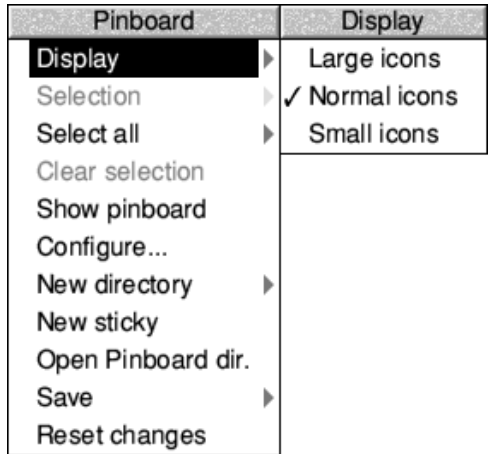 Pinboard
Display
Selection
Select all
Clear selection
Show pinboard
Configure...
New directory
New sticky
Open Pinboard dir.
Save
Reset changes
Display
Large icons
✓ Normal icons
Small icons